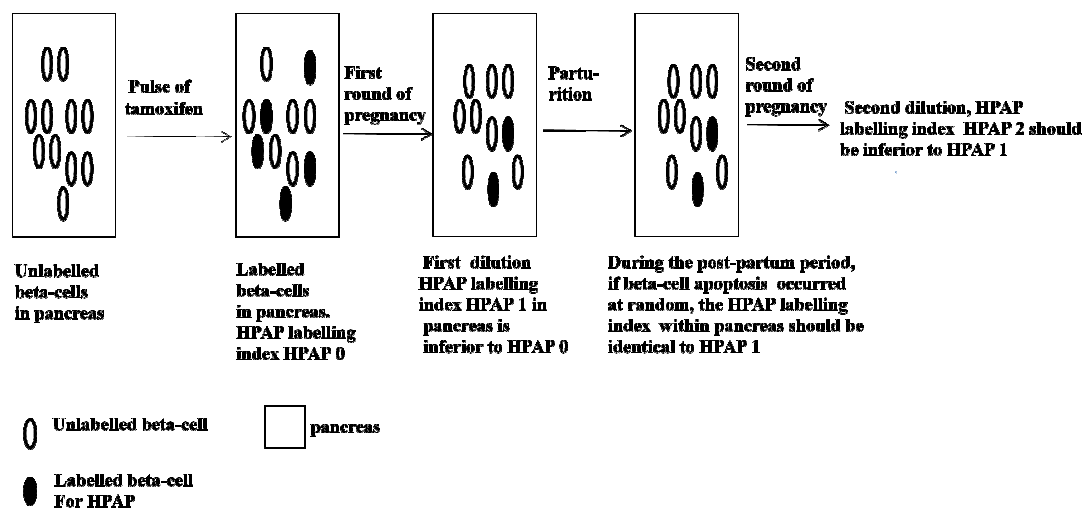 Pulse of
tamoxifen
First
round of
pregnancy
Partu-
rition
Second
round of
pregnancy
Second dilution, HPAP
labelling index HPAP 2 should
be inferior to HPAP 1
Unlabelled
beta-cells
in pancreas
Labelled
beta-cells
in pancreas.
HPAP labelling
index HPAP 0
First dilution
HPAP labelling
index HPAP 1 in
pancreas is
inferior to HPAP 0
During the post-partum period,
if beta-cell apoptosis occurred
at random, the HPAP labelling
index within pancreas should be
identical to HPAP 1
Unlabelled beta-cell
pancreas
Labelled beta-cell
For HPAP